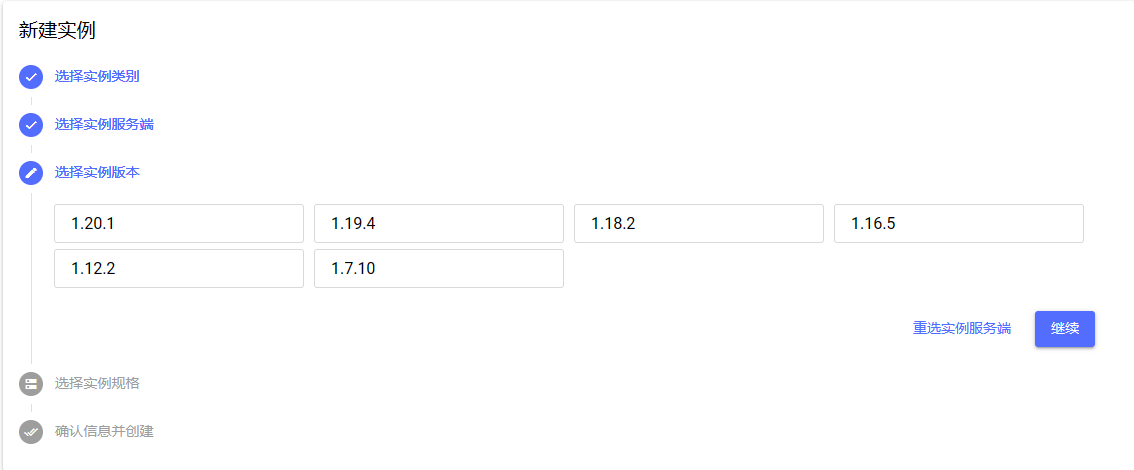 新建实例
选择实例类别
选择实例服务端
选择实例版本
1.20.1 1.19.4 1.18.2 1.16.5
1.12.2 1.7.10
重选实例服务端 继续
选择实例规格
确认信息并创建